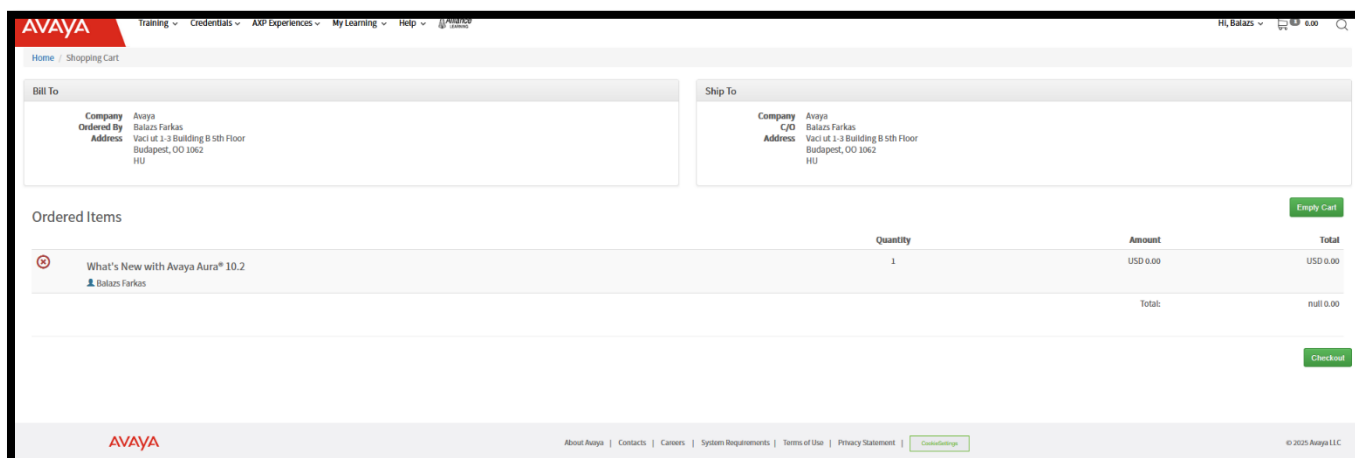 AVAYA Training Credentials AXP Experiences My Learning Help Alliance LEARNING Hi, Balazs 0.00
Home / Shopping Cart
Bill To
Company Avaya
Ordered By Balazs Farkas
Address Vaci ut 1-3 Building B 5th Floor
Budapest, OO 1062
HU
Ship To
Company Avaya
C/O Balazs Farkas
Address Vaci ut 1-3 Building B 5th Floor
Budapest, OO 1062
HU
Empty Cart
Ordered Items
Quantity Amount Total
What's New with Avaya Aura® 10.2 1 USD 0.00 USD 0.00
Balazs Farkas
Total: null 0.00
Checkout
AVAYA About Avaya | Contacts | Careers | System Requirements | Terms of Use | Privacy Statement | CookieSettings © 2025 Avaya LLC